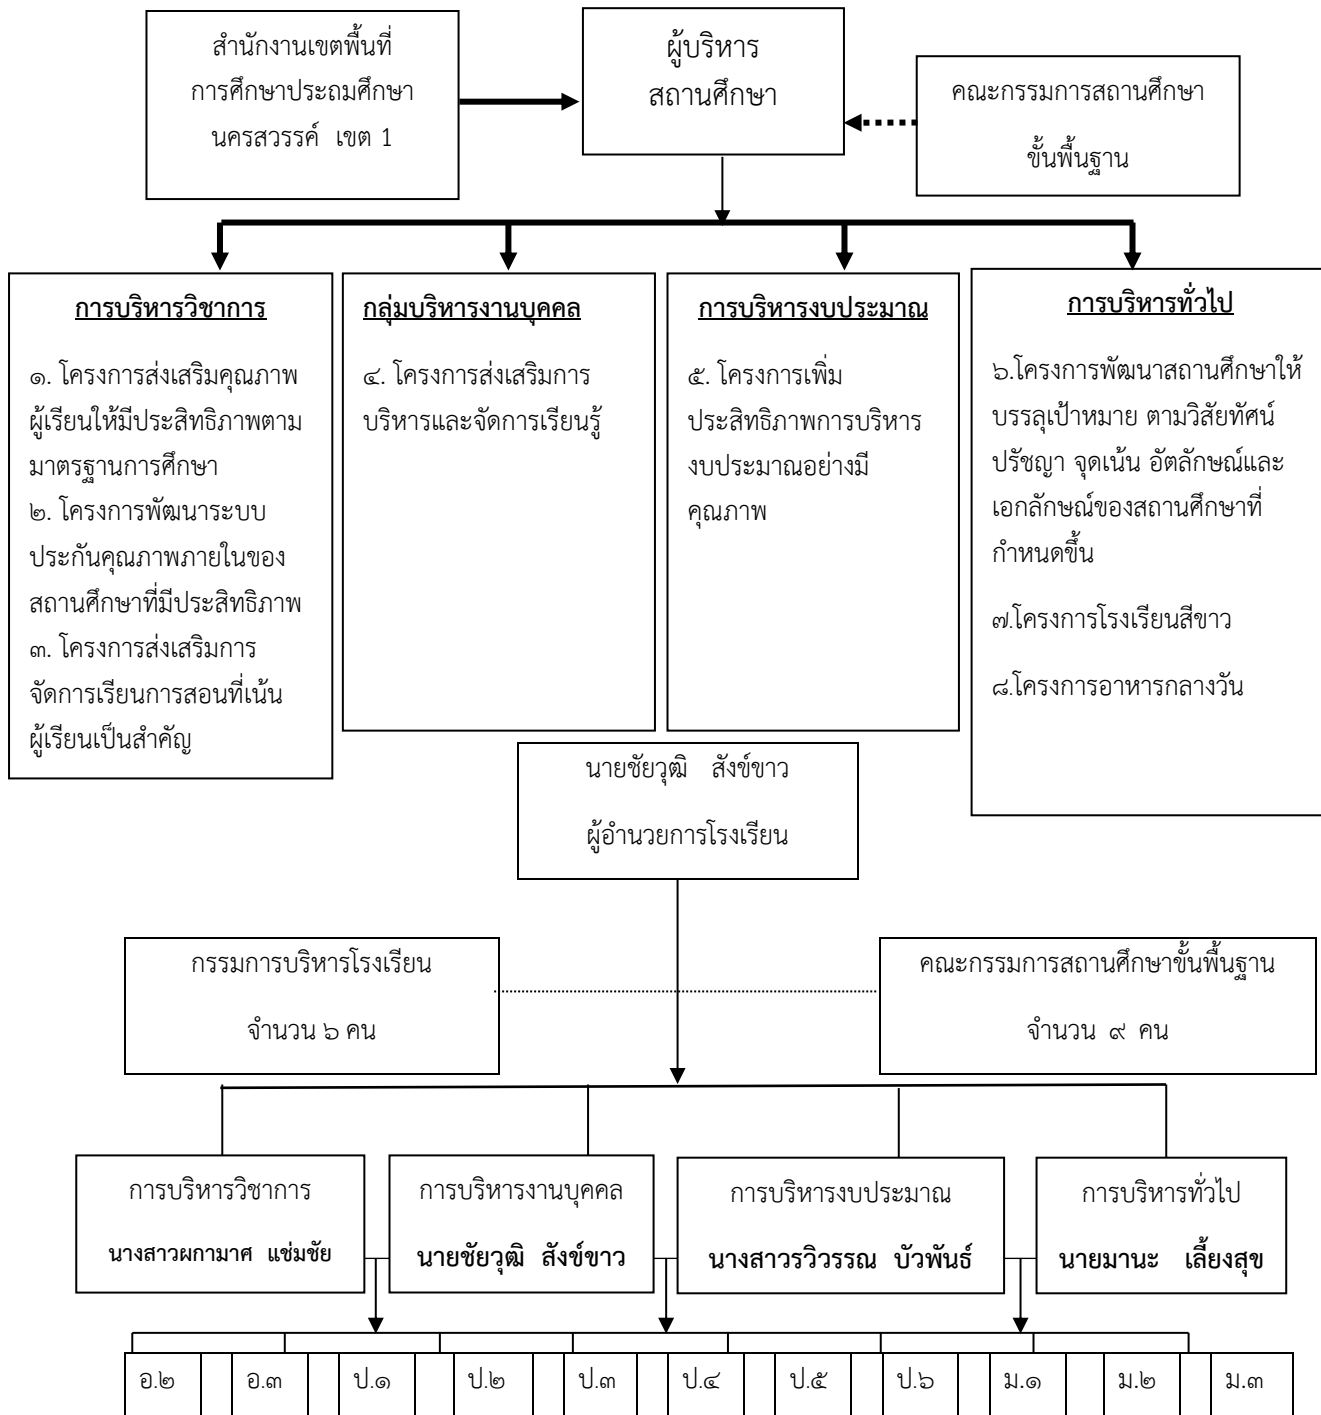 สำนักงานเขตพื้นที่
การศึกษาประถมศึกษา
นครสวรรค์ เขต 1
ผู้บริหาร
สถานศึกษา
คณะกรรมการสถานศึกษา
ขั้นพื้นฐาน
การบริหารวิชาการ
๑. โครงการส่งเสริมคุณภาพ
ผู้เรียนให้มีประสิทธิภาพตาม
มาตรฐานการศึกษา
๒. โครงการพัฒนาระบบ
ประกันคุณภาพภายในของ
สถานศึกษาที่มีประสิทธิภาพ
๓. โครงการส่งเสริมการ
จัดการเรียนการสอนที่เน้น
ผู้เรียนเป็นสำคัญ
กลุ่มบริหารงานบุคคล
๔. โครงการส่งเสริมการ
บริหารและจัดการเรียนรู้
การบริหารงบประมาณ
๕. โครงการเพิ่ม
ประสิทธิภาพการบริหาร
งบประมาณอย่างมี
คุณภาพ
การบริหารทั่วไป
๖.โครงการพัฒนาสถานศึกษาให้
บรรลุเป้าหมาย ตามวิสัยทัศน์
ปรัชญา จุดเน้น อัตลักษณ์และ
เอกลักษณ์ของสถานศึกษาที่
กำหนดขึ้น
๗.โครงการโรงเรียนสีขาว
๘.โครงการอาหารกลางวัน
นายชัยวุฒิ สังข์ขาว
ผู้อำนวยการโรงเรียน
กรรมการบริหารโรงเรียน
จำนวน ๖ คน
คณะกรรมการสถานศึกษาขั้นพื้นฐาน
จำนวน ๙ คน
การบริหารวิชาการ
นางสาวผกามาศ แช่มชัย
การบริหารงานบุคคล
นายชัยวุฒิ สังข์ขาว
การบริหารงบประมาณ
นางสาวรวิวรรณ บัวพันธ์
การบริหารทั่วไป
นายมานะ เลี้ยงสุข
อ.๒ อ.๓ ป.๑ ป.๒ ป.๓ ป.๔ ป.๕ ป.๖ ม.๑ ม.๒ ม.๓